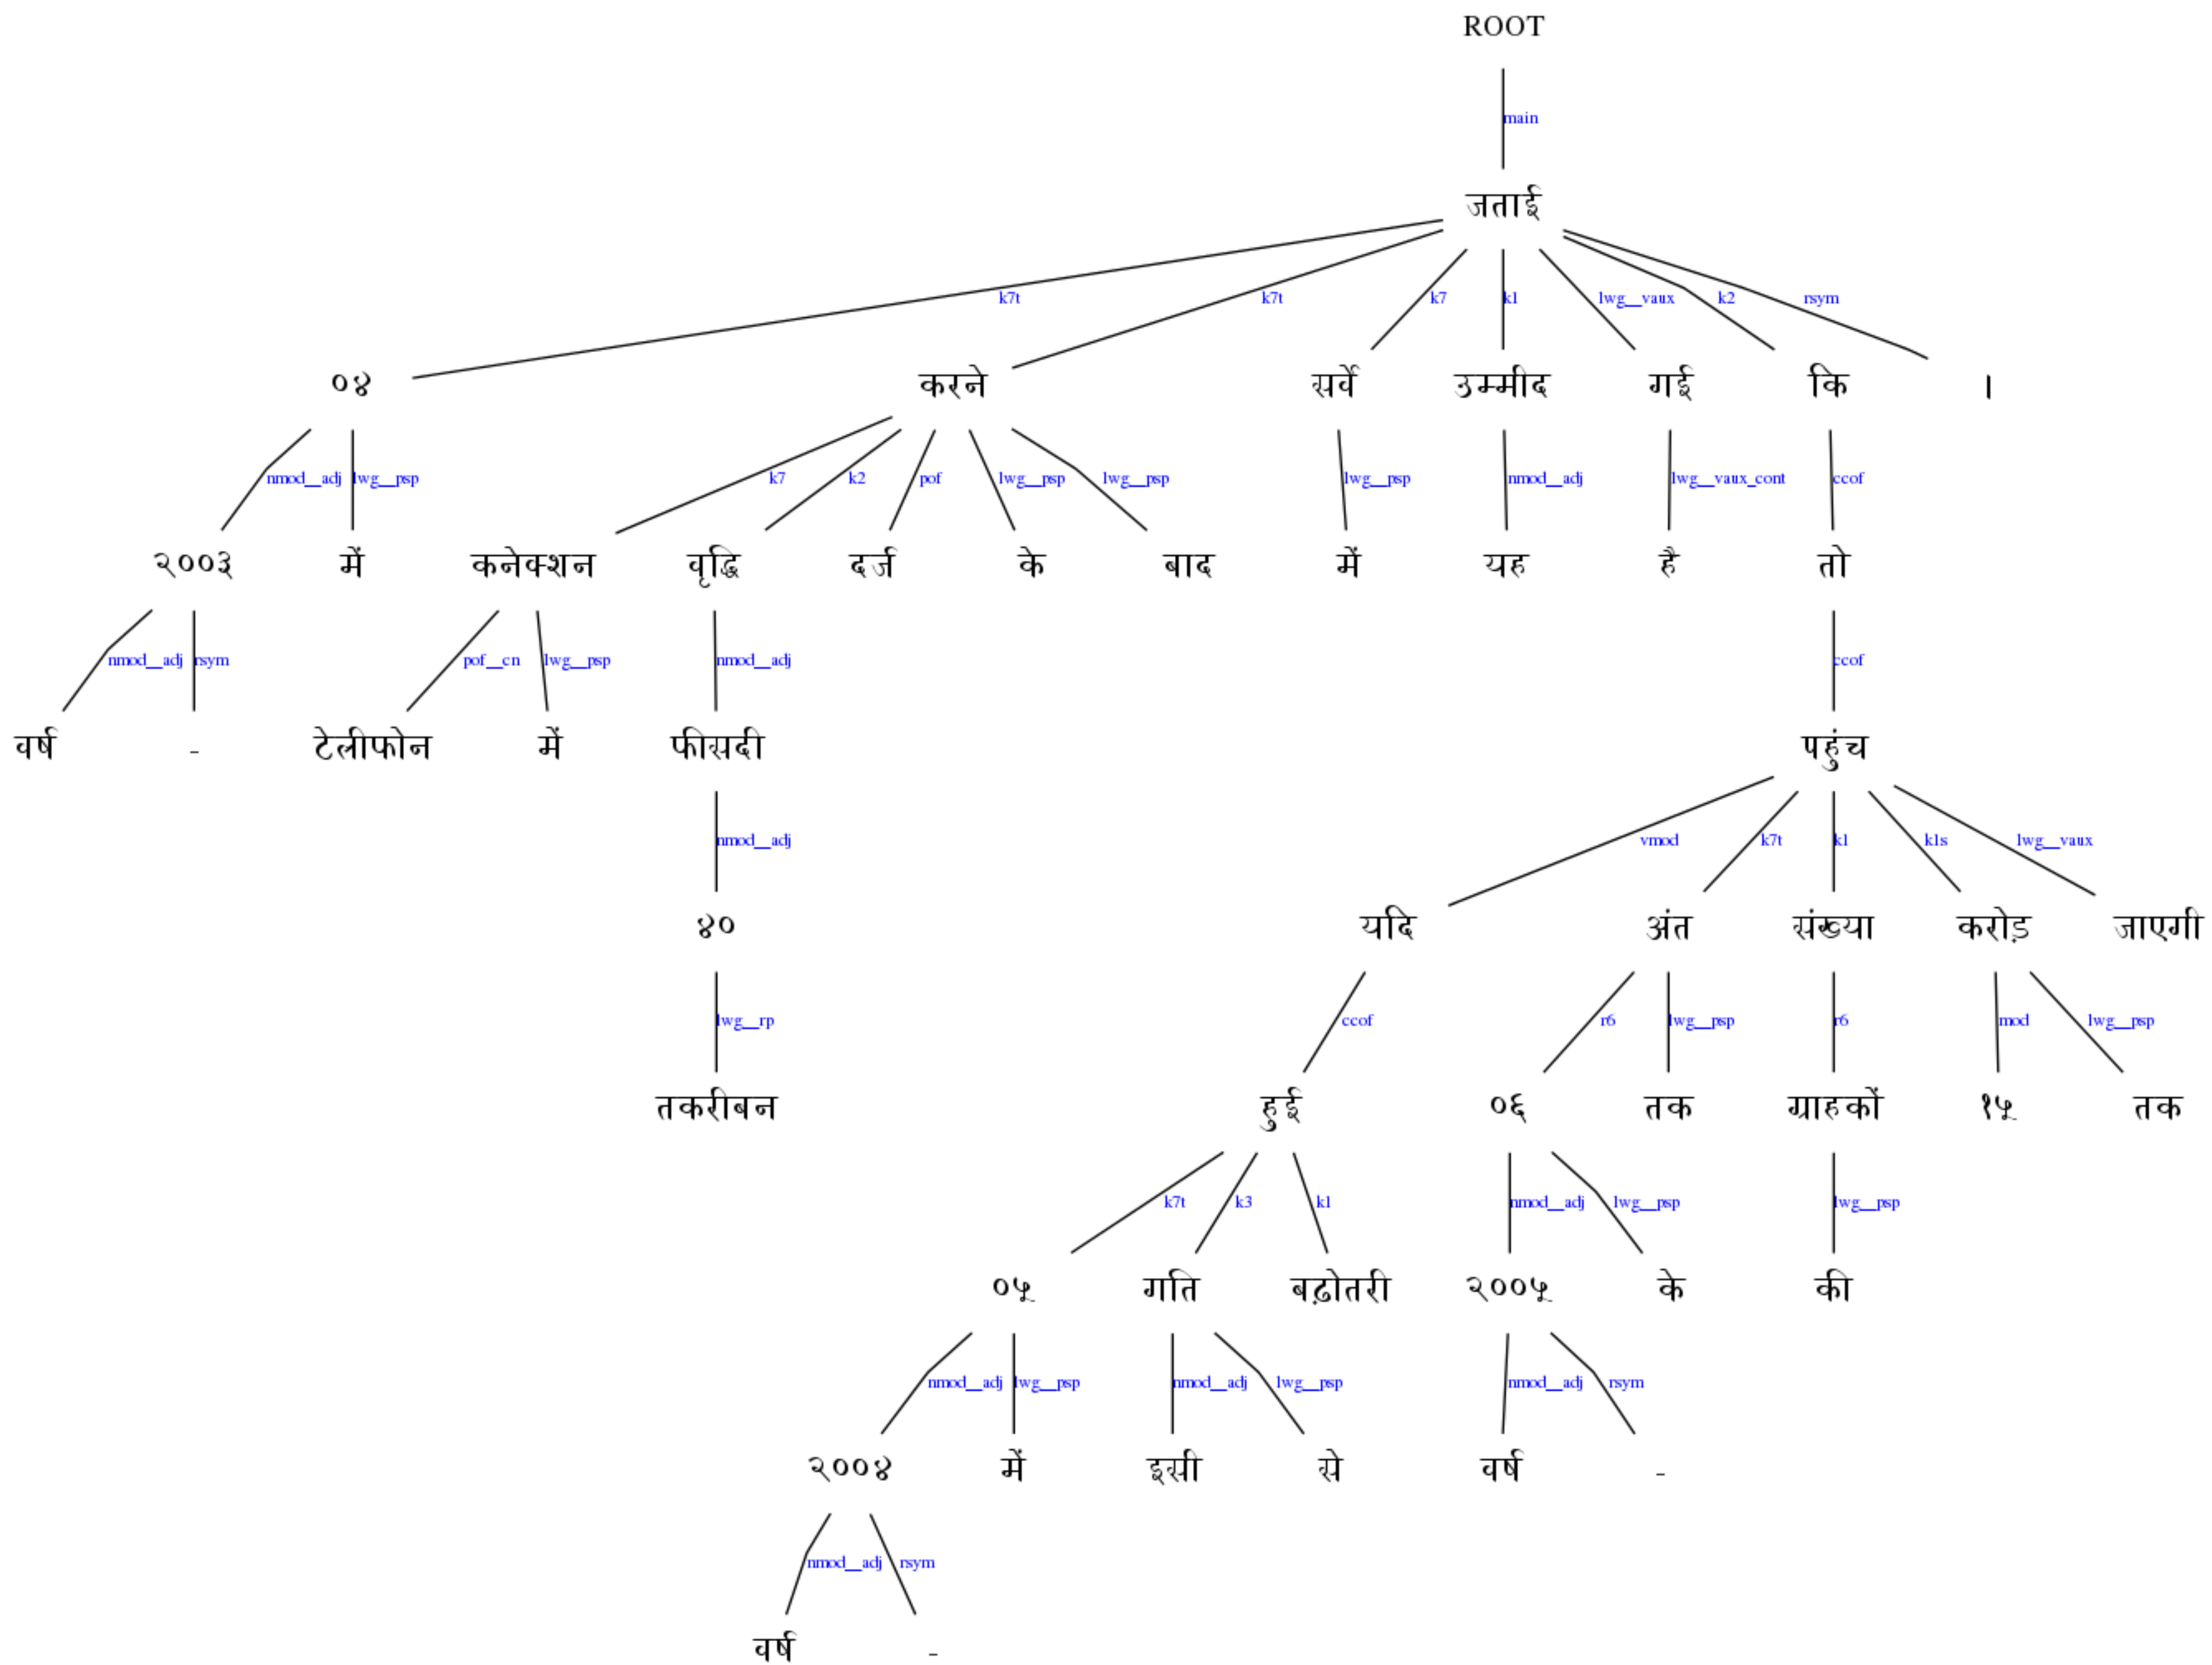 ROOT
main
जताई
k7t k7t k7 k1 lwg__vaux k2 rsym
०४ करने सर्वे उम्मीद गई कि ।
nmod__adj lwg__psp k7 k2 pof lwg__psp lwg__psp lwg__psp nmod__adj lwg__vaux_cont ccof
२००३ में कनेक्शन वृद्धि दर्ज के बाद में यह है तो
nmod__adj rsym pof__cn lwg__psp nmod__adj ccof
वर्ष - टेलीफोन में फीसदी पहुंच
nmod__adj vmod k7t k1 k1s lwg__vaux
४० यदि अंत संख्या करोड़ जाएगी
lwg__rp ccof r6 lwg__psp r6 mod lwg__psp
तकरीबन हुई ०६ तक ग्राहकों १५ तक
k7t k3 k1 nmod__adj lwg__psp lwg__psp
०५ गति बढ़ोतरी २००५ के की
nmod__adj lwg__psp nmod__adj lwg__psp nmod__adj rsym
२००४ में इसी से वर्ष -
nmod__adj rsym
वर्ष -